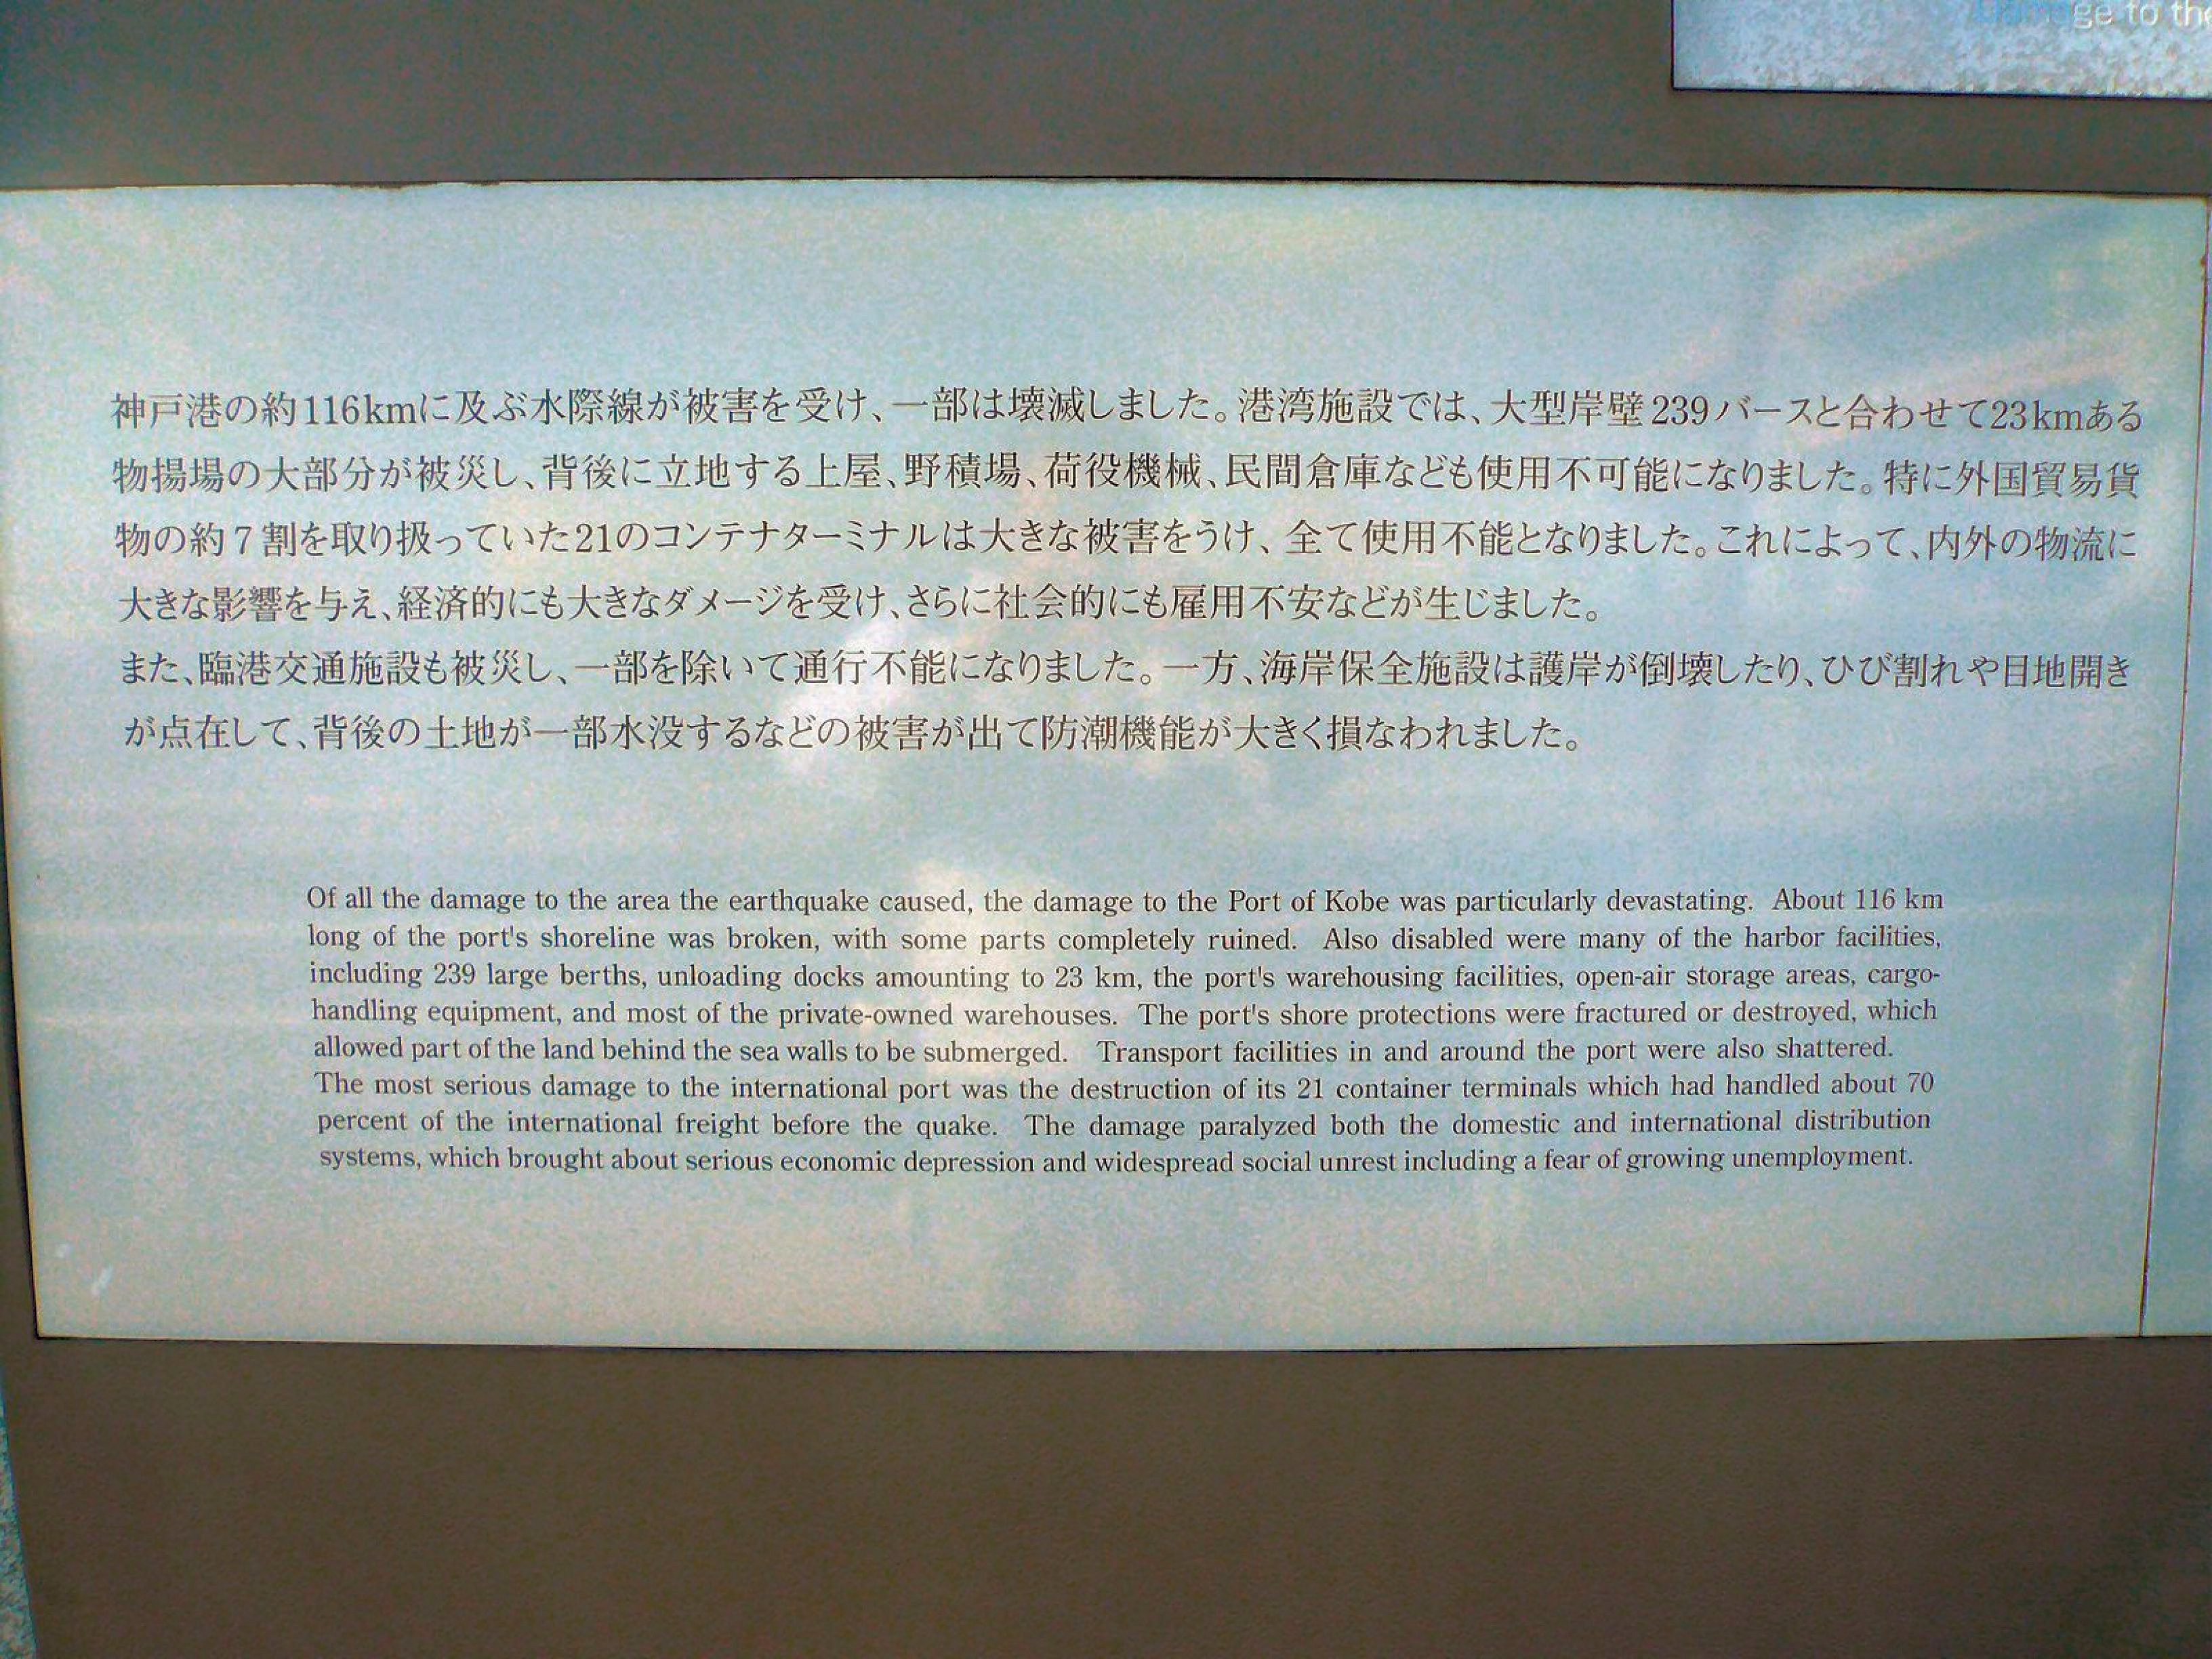 ge to the
神戸港の約116kmに及ぶ水際線が被害を受け、一部は壊滅しました。港湾施設では、大型岸壁239バースと合わせて23kmある
物揚場の大部分が被災し、背後に立地する上屋、野積場、荷役機械、民間倉庫なども使用不可能になりました。特に外国貿易貨
物の約7割を取り扱っていた21のコンテナターミナルは大きな被害をうけ、全て使用不能となりました。これによって、内外の物流に
大きな影響を与え、経済的にも大きなダメージを受け、さらに社会的にも雇用不安などが生じました。
また、臨港交通施設も被災し、一部を除いて通行不能になりました。一方、海岸保全施設は護岸が倒壊したり、ひび割れや目地開き
が点在して、背後の土地が一部水没するなどの被害が出て防潮機能が大きく損なわれました。
Of all the damage to the area the earthquake caused, the damage to the Port of Kobe was particularly devastating. About 116 km
long of the port's shoreline was broken, with some parts completely ruined. Also disabled were many of the harbor facilities,
including 239 large berths, unloading docks amounting to 23 km, the port's warehousing facilities, open-air storage areas, cargo-
handling equipment, and most of the private-owned warehouses. The port's shore protections were fractured or destroyed, which
allowed part of the land behind the sea walls to be submerged. Transport facilities in and around the port were also shattered.
The most serious damage to the international port was the destruction of its 21 container terminals which had handled about 70
percent of the international freight before the quake. The damage paralyzed both the domestic and international distribution
systems, which brought about serious economic depression and widespread social unrest including a fear of growing unemployment.